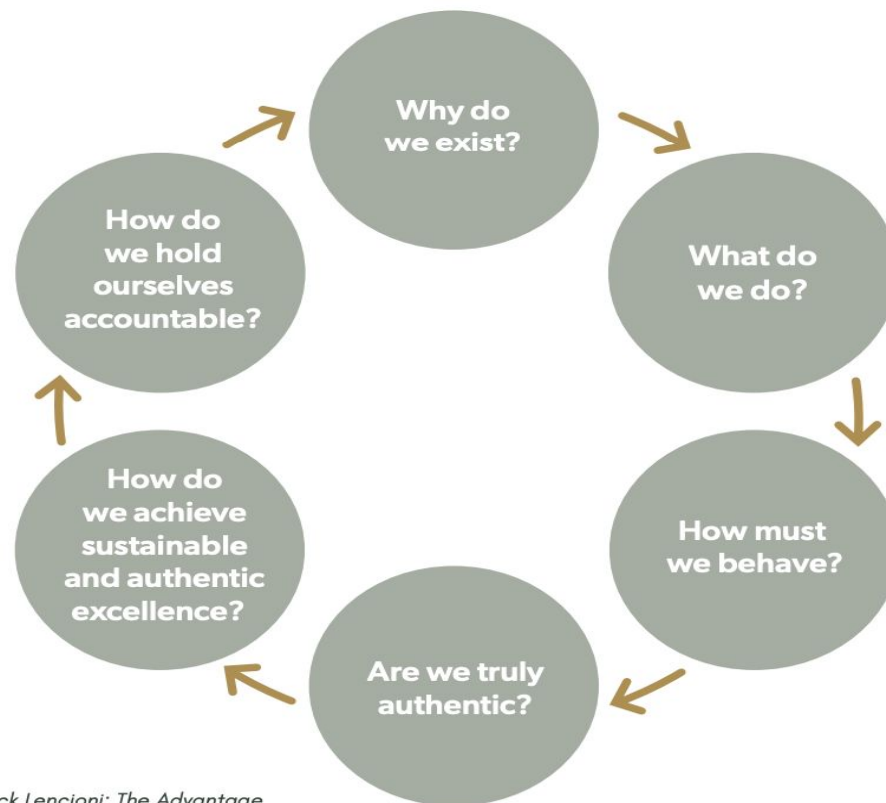 Why do
we exist?
What do
we do?
How must
we behave?
Are we truly
authentic?
How do
we achieve
sustainable
and authentic
excellence?
How do
we hold
ourselves
accountable?
ck Lencioni: The Advantage